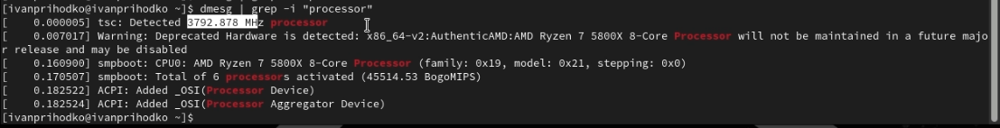 [ivanprihodko@ivanprihodko ~]$ dmesg | grep -i "processor"
[    0.000005] tsc: Detected 3792.878 MHz processor
[    0.007017] Warning: Deprecated Hardware is detected: x86_64-v2:AuthenticAMD:AMD Ryzen 7 5800X 8-Core Processor will not be maintained in a future majo
r release and may be disabled
[    0.160900] smpboot: CPU0: AMD Ryzen 7 5800X 8-Core Processor (family: 0x19, model: 0x21, stepping: 0x0)
[    0.170507] smpboot: Total of 6 processors activated (45514.53 BogoMIPS)
[    0.182522] ACPI: Added _OSI(Processor Device)
[    0.182524] ACPI: Added _OSI(Processor Aggregator Device)
[ivanprihodko@ivanprihodko ~]$